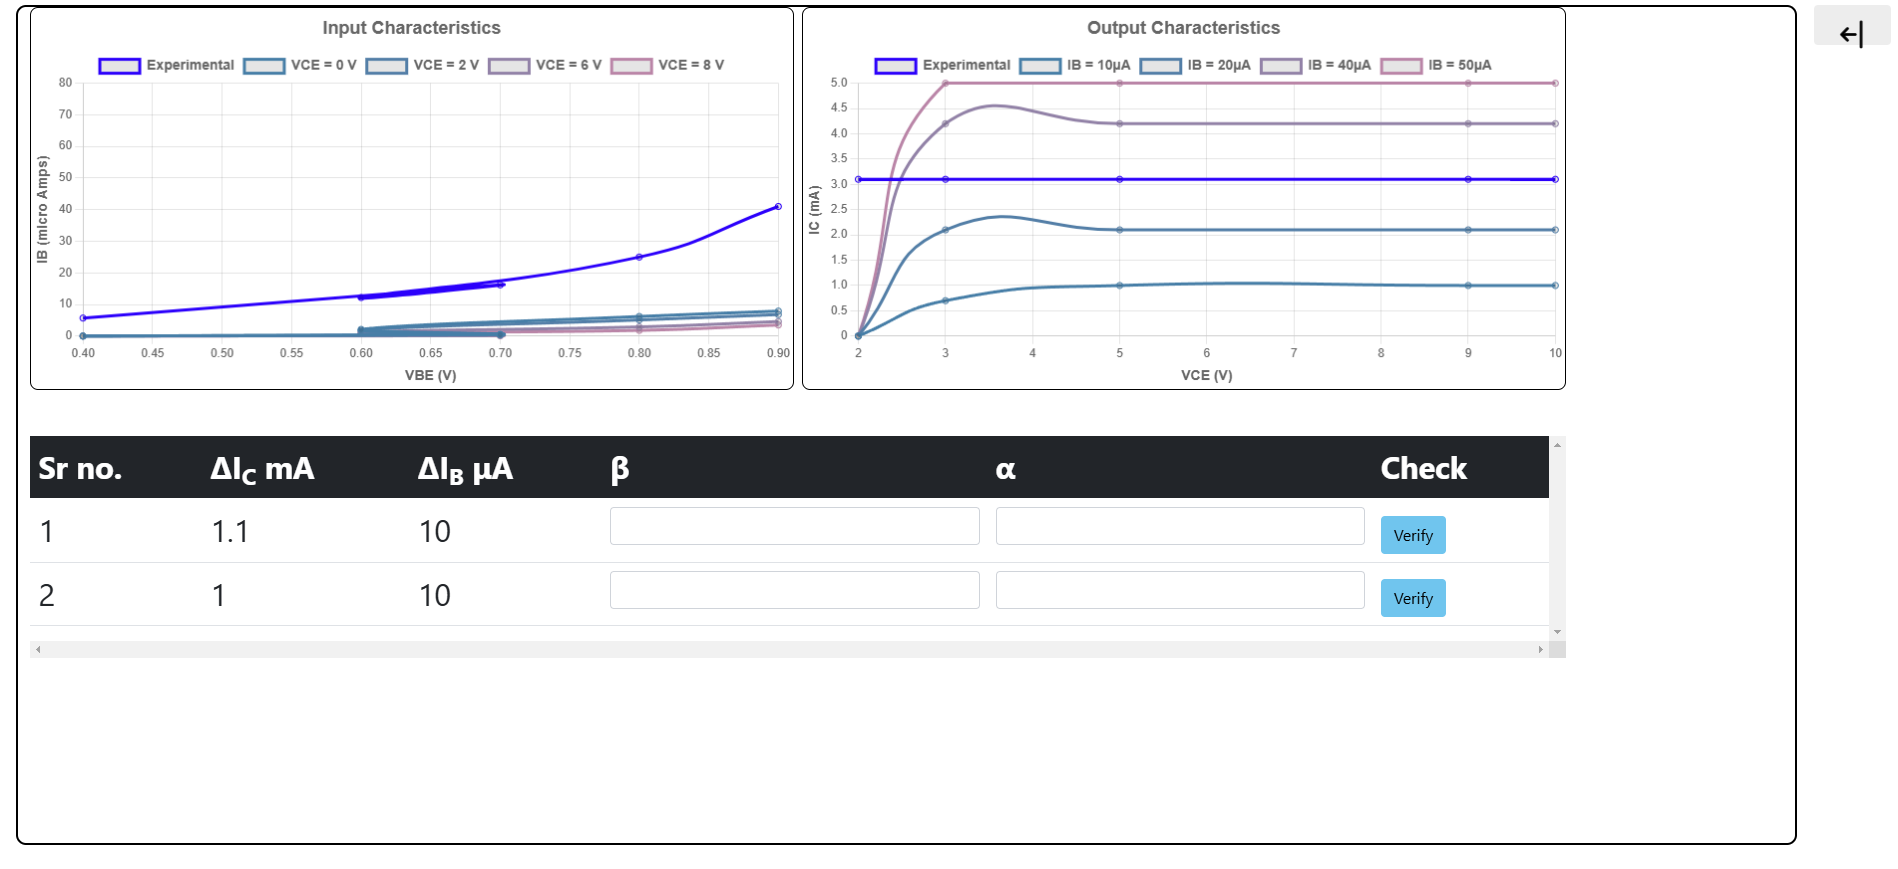 Input Characteristics
Experimental VCE = 0 V VCE = 2 V VCE = 6 V VCE = 8 V
80
70
60
50
40
30
20
10
0
IB (micro Amps)
0.40 0.45 0.50 0.55 0.60 0.65 0.70 0.75 0.80 0.85 0.90
VBE (V)
Output Characteristics
Experimental IB = 10µA IB = 20µA IB = 40µA IB = 50µA
5.0
4.5
4.0
3.5
3.0
2.5
2.0
1.5
1.0
0.5
0
IC (mA)
2 3 4 5 6 7 8 9 10
VCE (V)
Sr no. ΔIC mA ΔIB µA β α Check
1 1.1 10 Verify
2 1 10 Verify